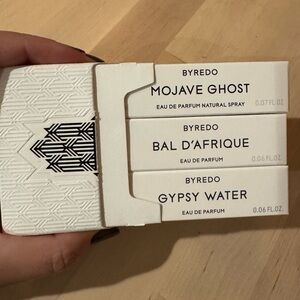 BYREDO
MOJAVE GHOST
EAU DE PARFUM NATURAL SPRAY 0.07 FL.OZ.
BYREDO
BAL D'AFRIQUE
EAU DE PARFUM 0.06 FL.OZ.
BYREDO
GYPSY WATER
EAU DE PARFUM 0.06 FL.OZ.